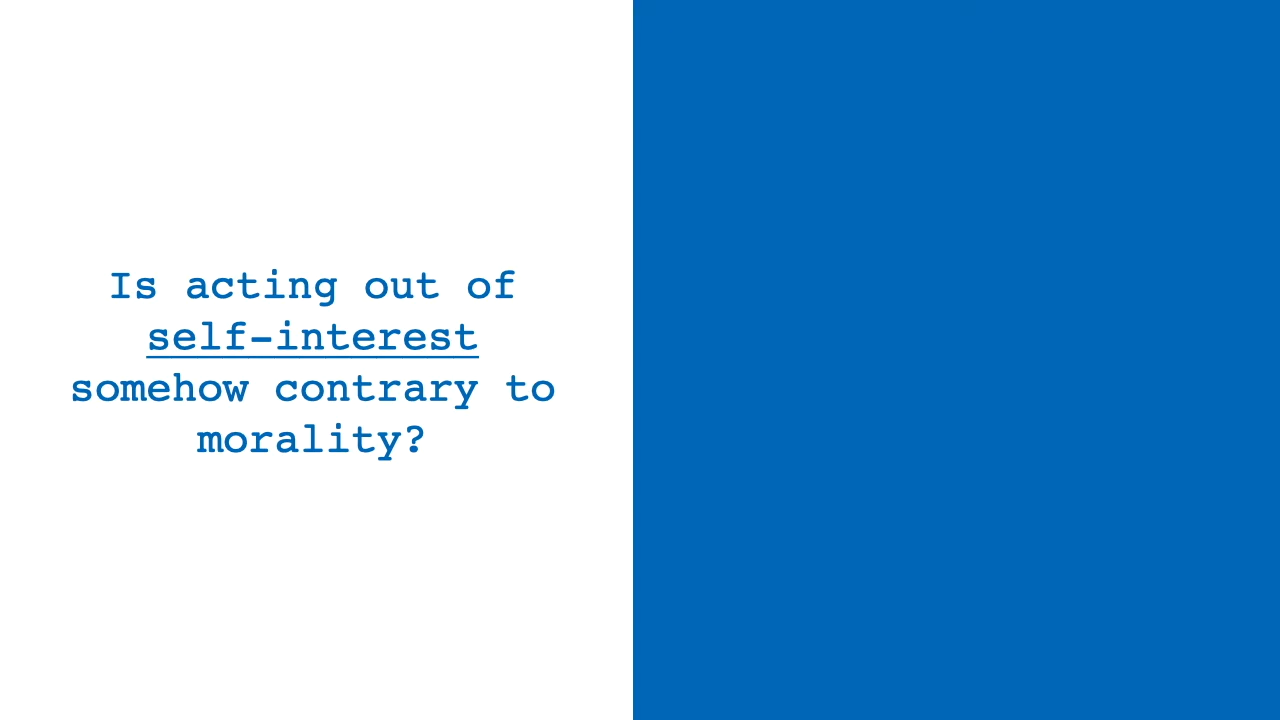 Is acting out of
self-interest
somehow contrary to
morality?